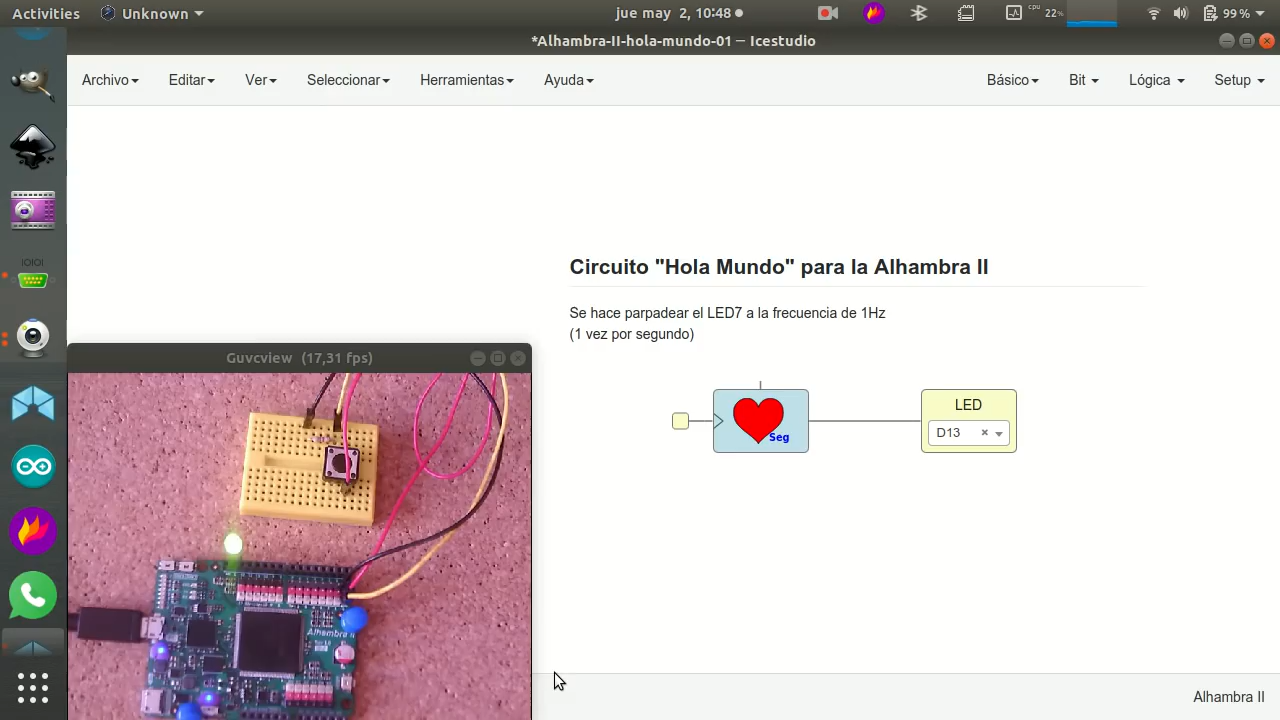 Activities
Unknown
jue may 2, 10:48
cpu
22%
99 %
*Alhambra-II-hola-mundo-01 – Icestudio
Archivo
Editar
Ver
Seleccionar
Herramientas
Ayuda
Básico
Bit
Lógica
Setup
Circuito "Hola Mundo" para la Alhambra II
Se hace parpadear el LED7 a la frecuencia de 1Hz
(1 vez por segundo)
Seg
LED
D13
Guvcview (17,31 fps)
Alhambra II
Alhambra II